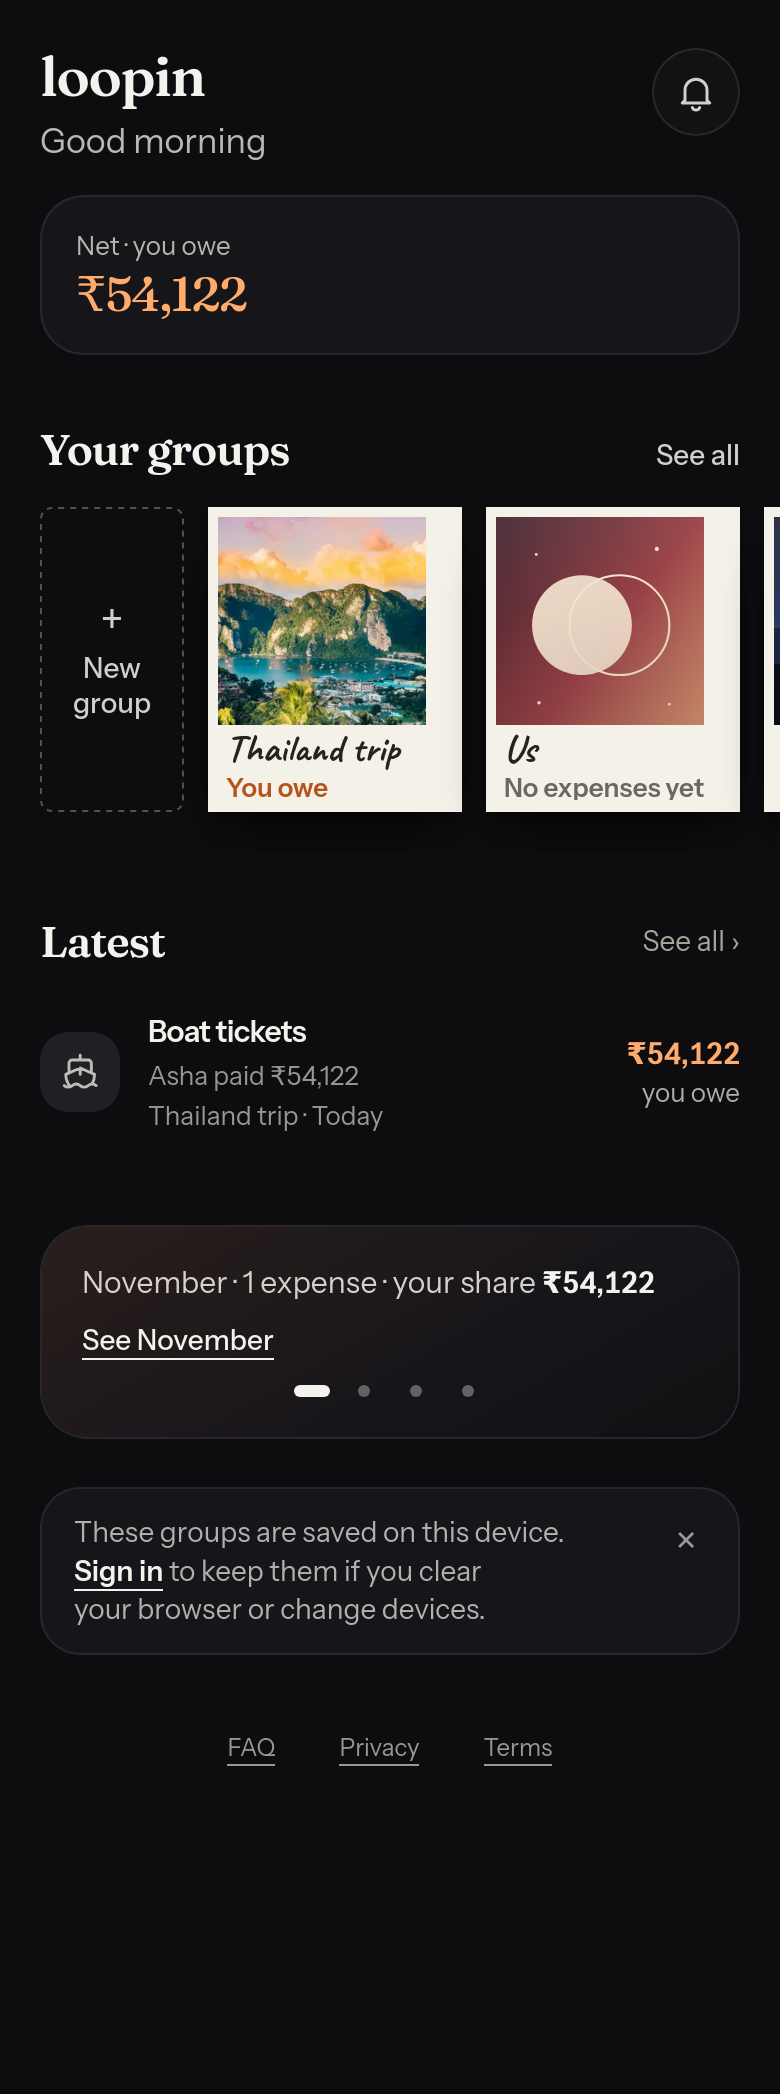 loopin
Good morning
Net · you owe
₹54,122
Your groups
See all
+
New
group
Thailand trip
You owe
Us
No expenses yet
Latest
See all ›
Boat tickets
Asha paid ₹54,122
Thailand trip · Today
₹54,122
you owe
November · 1 expense · your share ₹54,122
See November
These groups are saved on this device.
Sign in to keep them if you clear
your browser or change devices.
×
FAQ
Privacy
Terms